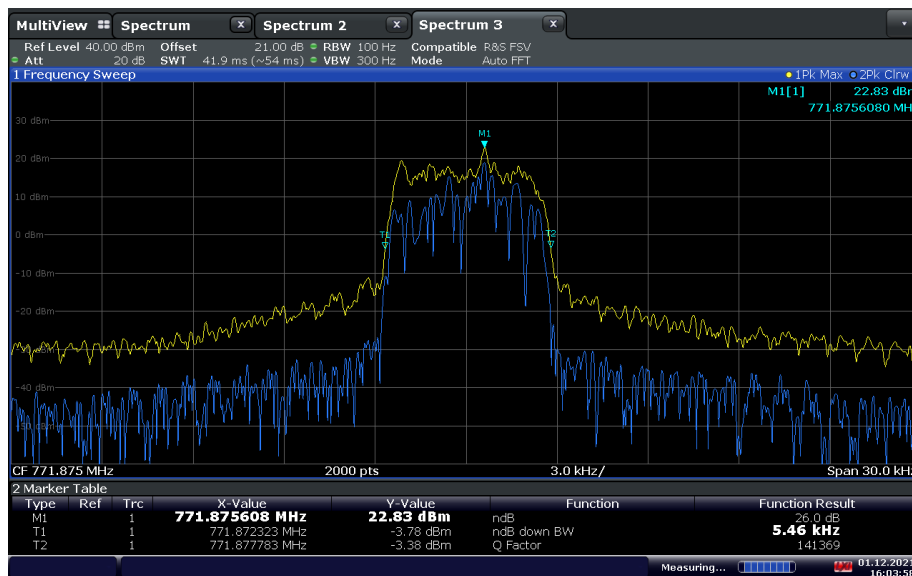 MultiView Spectrum x Spectrum 2 x Spectrum 3 x
Ref Level 40.00 dBm Offset 21.00 dB RBW 100 Hz Compatible R&S FSV
Att 20 dB SWT 41.9 ms (~54 ms) VBW 300 Hz Mode Auto FFT
1 Frequency Sweep 1Pk Max 2Pk Clrw
M1[1] 22.83 dBm
771.8756080 MH
30 dBm
M1
20 dBm
10 dBm
0 dBm
T1 T2
-10 dBm
-20 dBm
-40 dBm
CF 771.875 MHz 2000 pts 3.0 kHz/ Span 30.0 kHz
2 Marker Table
Type Ref Trc X-Value Y-Value Function Function Result
M1 1 771.875608 MHz 22.83 dBm ndB 26.0 dB
T1 1 771.872323 MHz -3.78 dBm ndB down BW 5.46 kHz
T2 1 771.877783 MHz -3.38 dBm Q Factor 141369
Measuring... 01.12.202
16:03:58